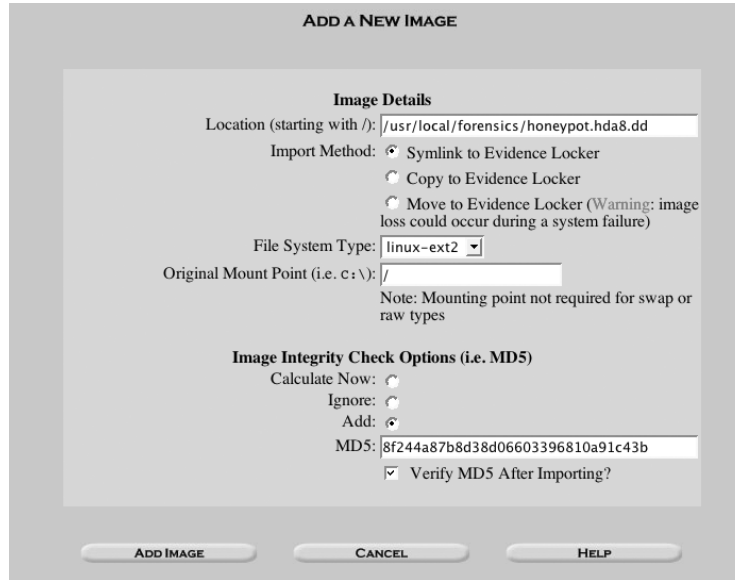 ADD A NEW IMAGE
Image Details
Location (starting with /): /usr/local/forensics/honeypot.hda8.dd
Import Method: Symlink to Evidence Locker
Copy to Evidence Locker
Move to Evidence Locker (Warning: image
loss could occur during a system failure)
File System Type: linux-ext2
Original Mount Point (i.e. c:\): /
Note: Mounting point not required for swap or
raw types
Image Integrity Check Options (i.e. MD5)
Calculate Now:
Ignore:
Add:
MD5: 8f244a87b8d38d06603396810a91c43b
Verify MD5 After Importing?
ADD IMAGE CANCEL HELP